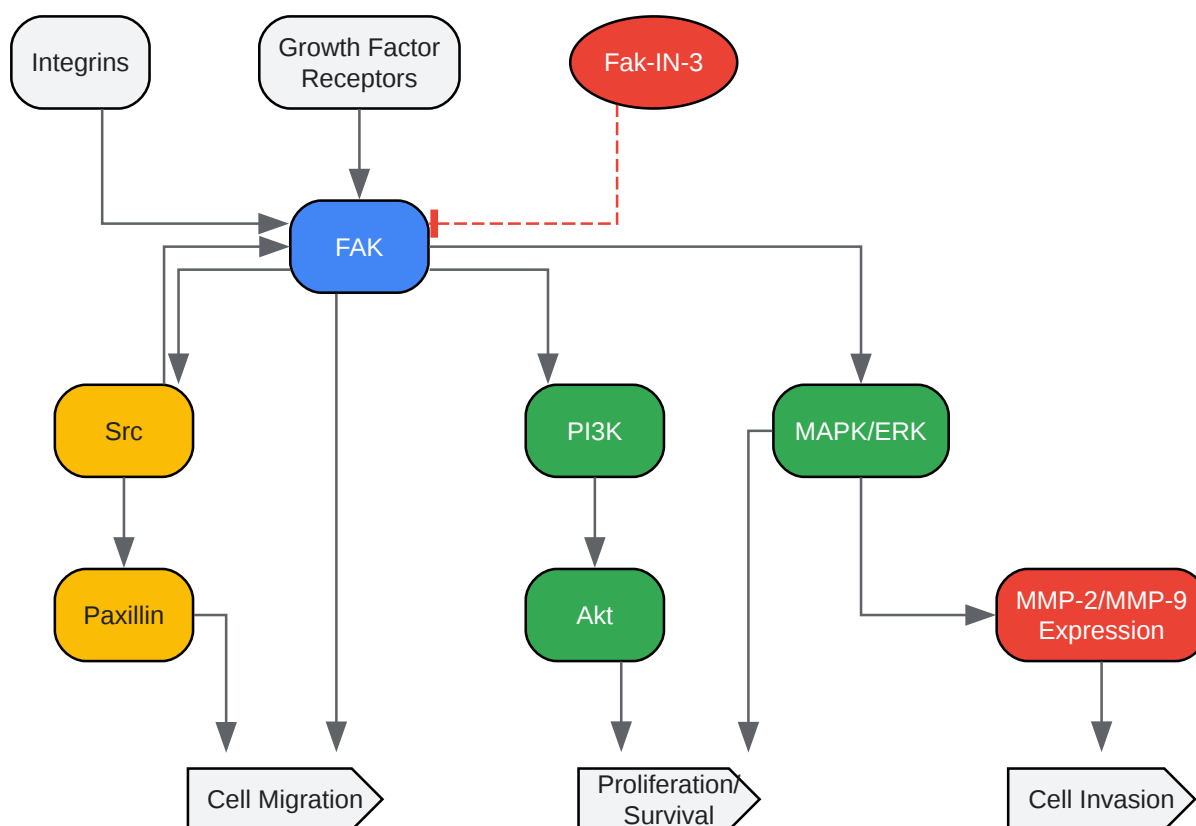 Integrins
Growth Factor
Receptors
Fak-IN-3
FAK
Src
PI3K
MAPK/ERK
Paxillin
Akt
MMP-2/MMP-9
Expression
Cell Migration
Proliferation/
Survival
Cell Invasion